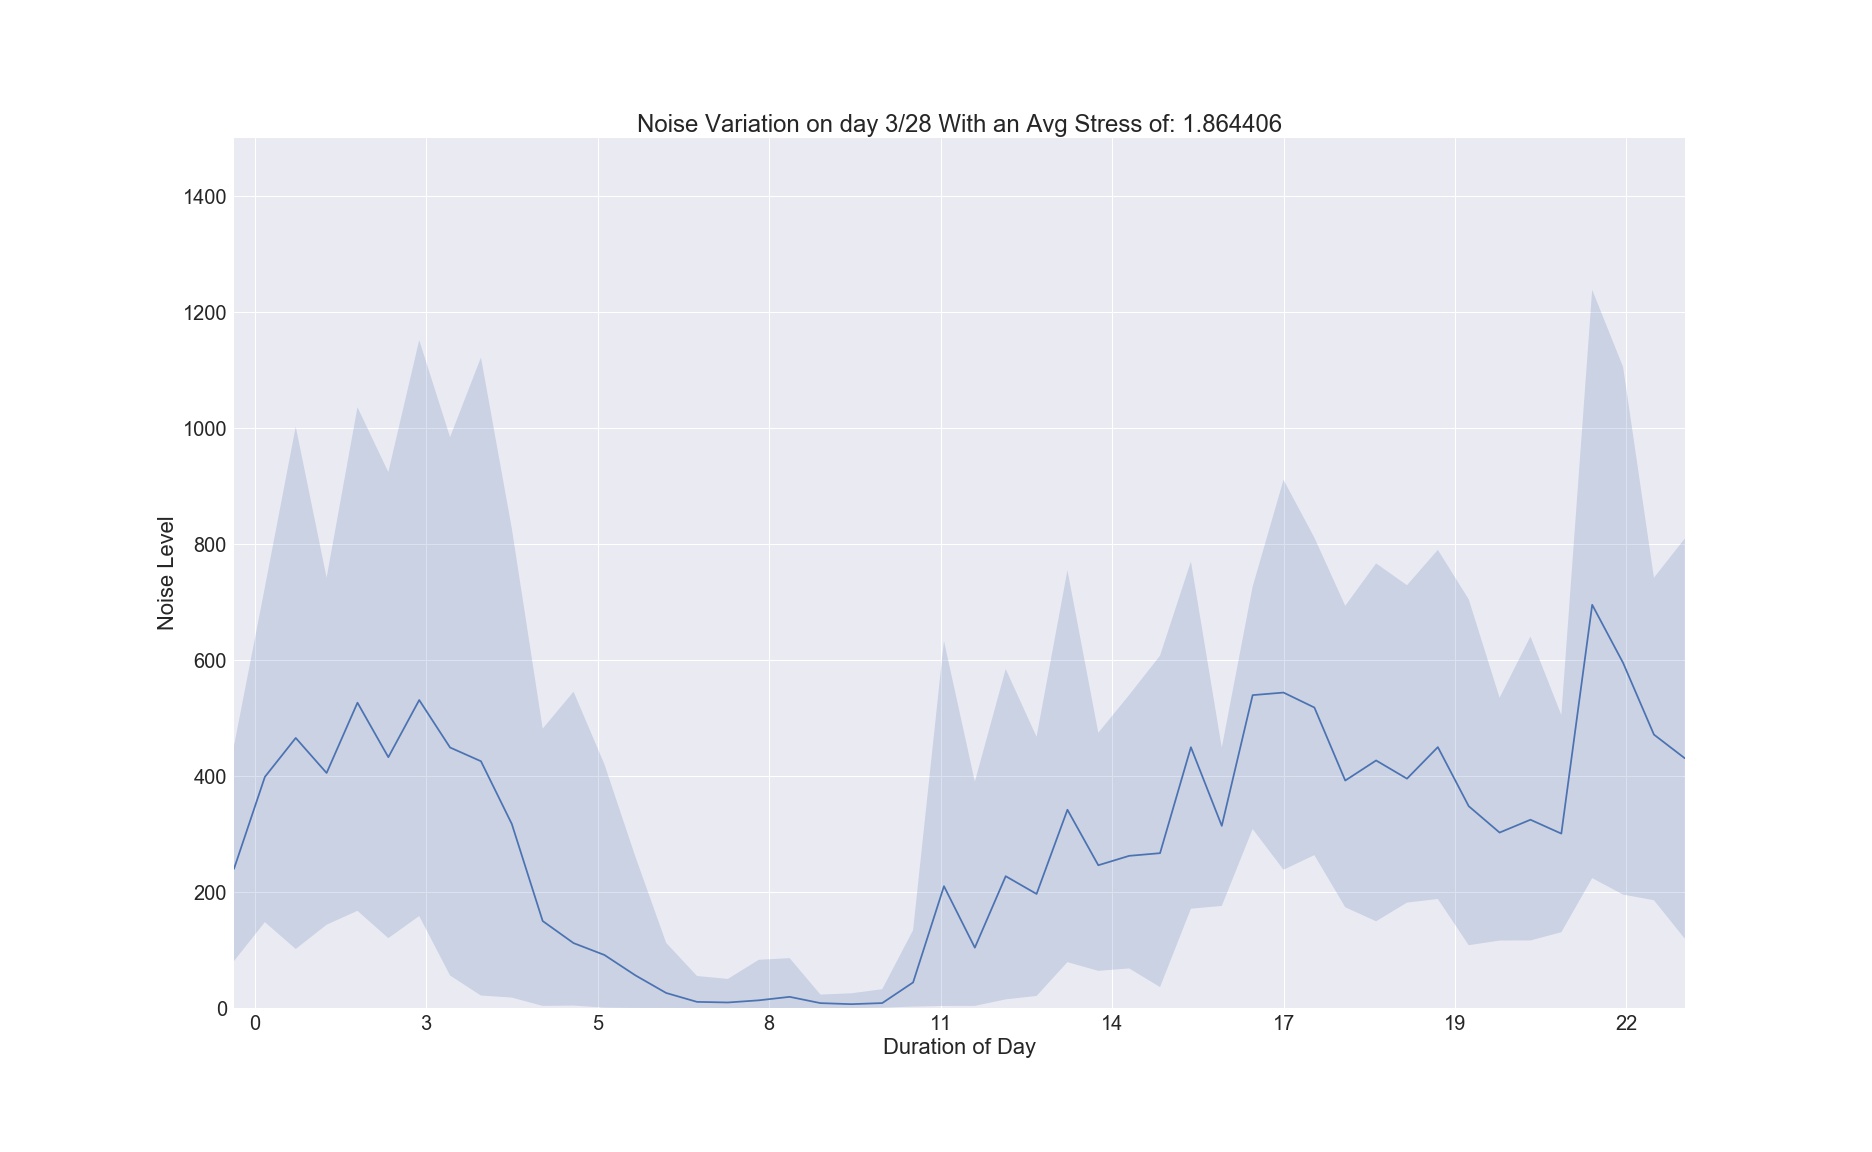 Noise Variation on day 3/28 With an Avg Stress of: 1.864406
1400
1200
1000
800
600
400
200
0
Noise Level
0 3 5 8 11 14 17 19 22
Duration of Day